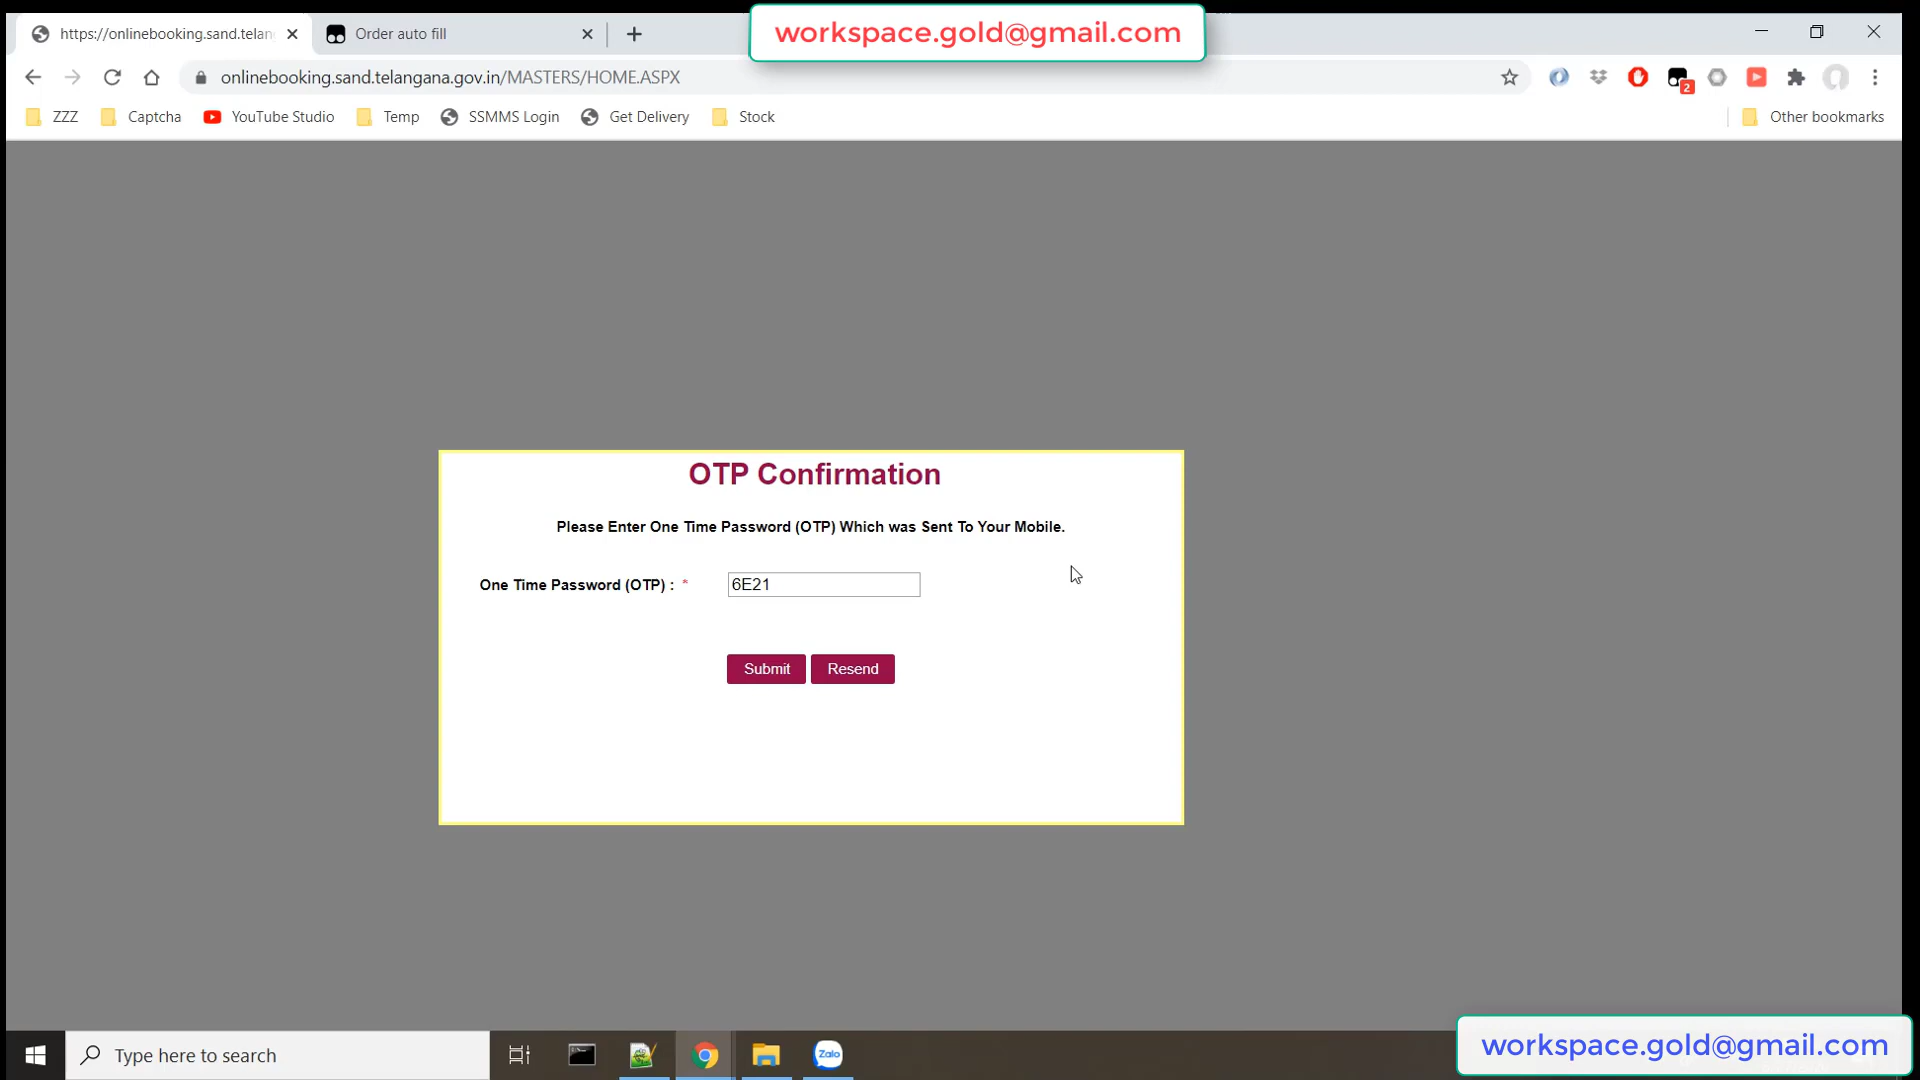 https://onlinebooking.sand.telan
Order auto fill
workspace.gold@gmail.com
onlinebooking.sand.telangana.gov.in/MASTERS/HOME.ASPX
2
ZZZ
Captcha
YouTube Studio
Temp
SSMMS Login
Get Delivery
Stock
Other bookmarks
OTP Confirmation
Please Enter One Time Password (OTP) Which was Sent To Your Mobile.
One Time Password (OTP) : *
6E21
Submit
Resend
Type here to search
Zalo
workspace.gold@gmail.com